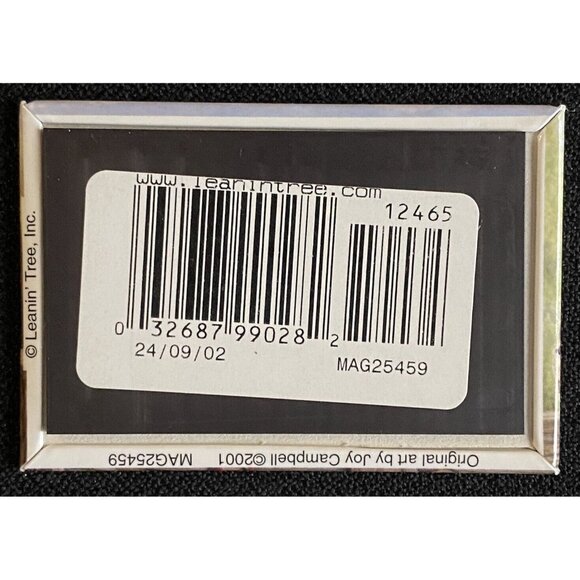 www.leanintree.com
12465
0 32687 99028 2
24/09/02 MAG25459
© Leanin' Tree, Inc.
Original art by Joy Campbell ©2001 MAG25459